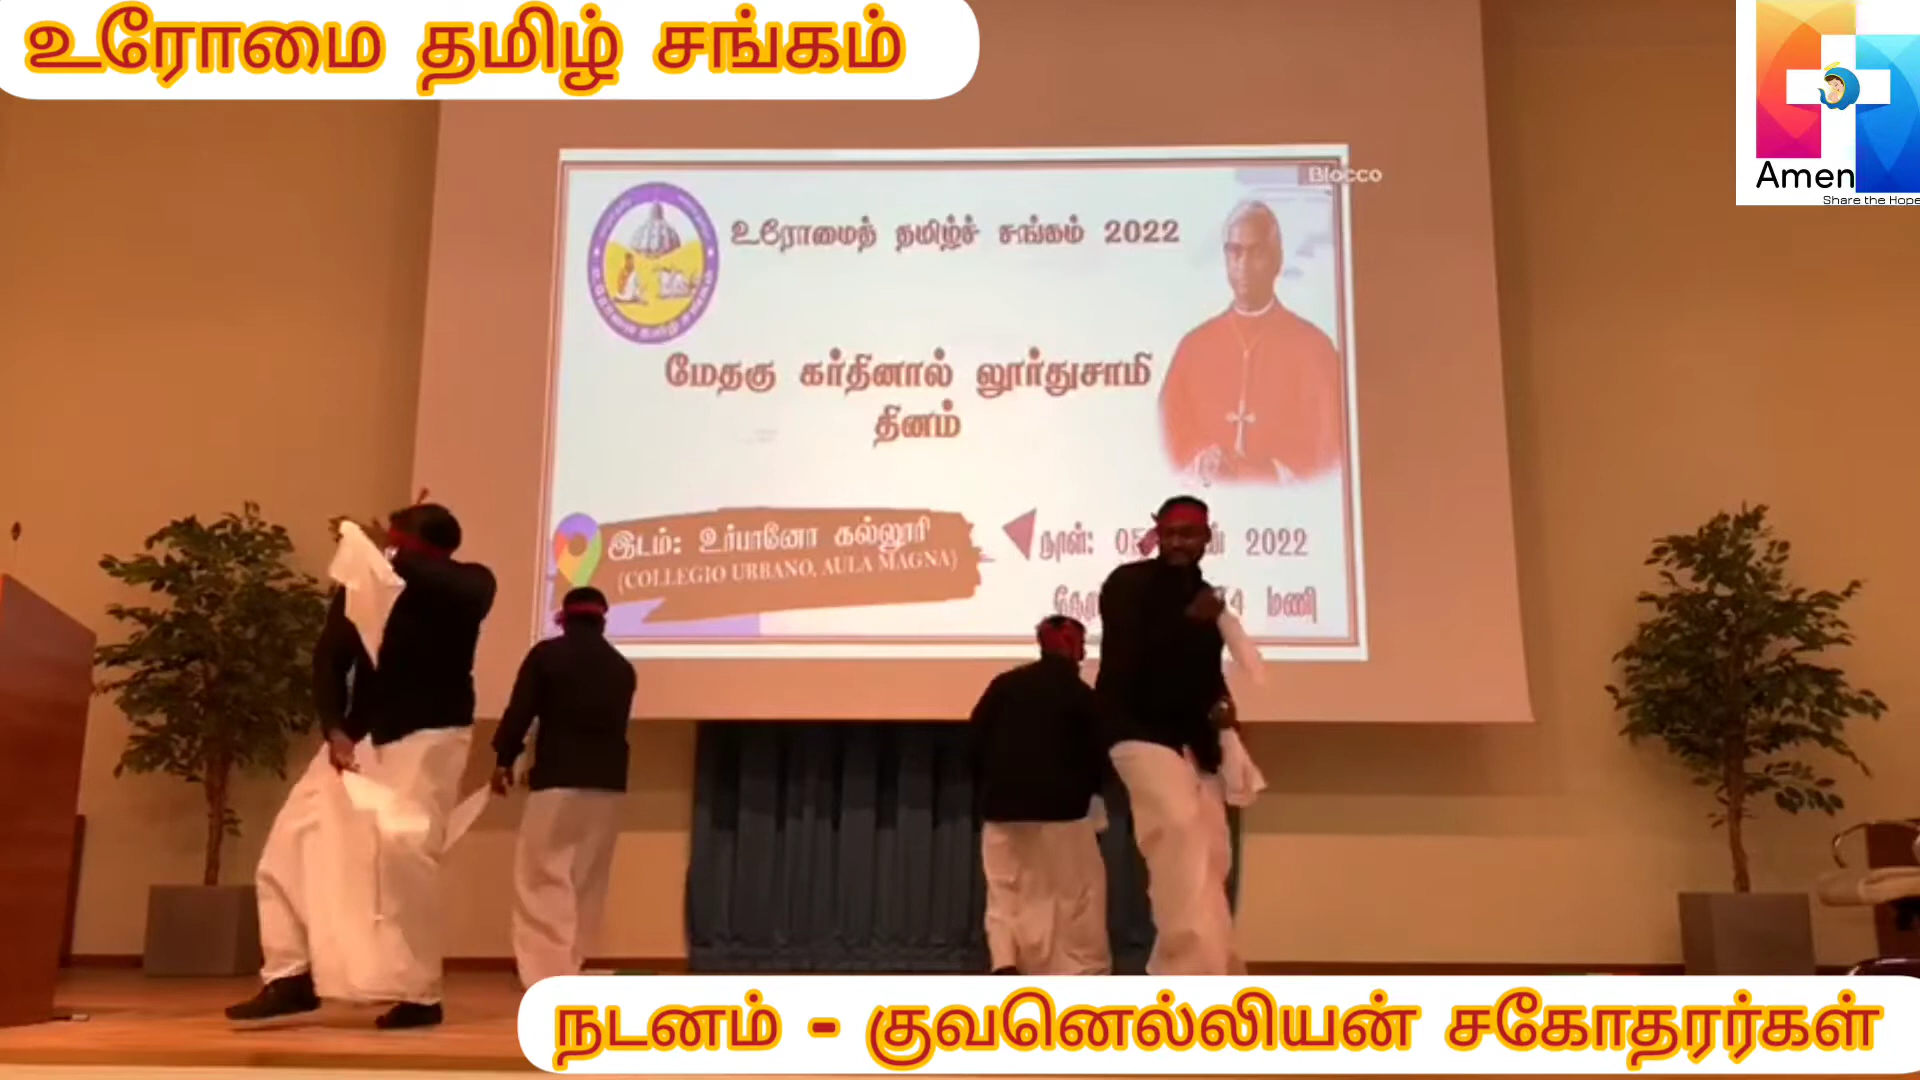 உரோமை தமிழ் சங்கம்
Amen
Share the Hope
Blocco
உரோமைத் தமிழ்ச் சங்கம் 2022
மேதகு கர்தினால் லூர்துசாமி
தினம்
இடம்: உர்பானோ கல்லூரி
(COLLEGIO URBANO, AULA MAGNA)
நாள்: 2022
மணி
நடனம் - குவனெல்லியன் சகோதரர்கள்